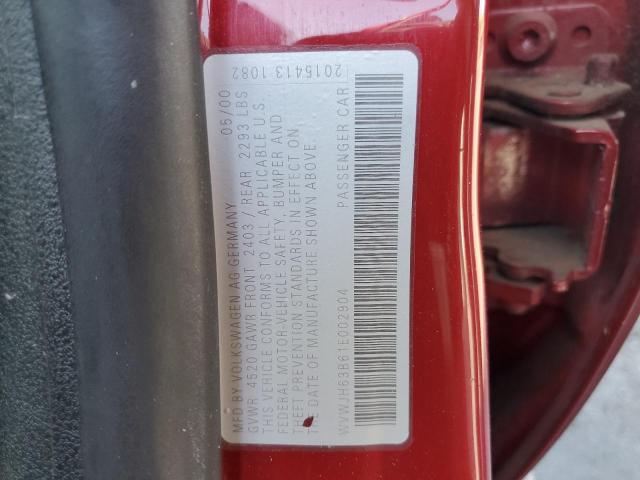 MFD BY VOLKSWAGEN AG GERMANY 05/00
GVWR 4520 GAWR FRONT 2403 / REAR 2293 LBS
THIS VEHICLE CONFORMS TO ALL APPLICABLE U.S.
FEDERAL MOTOR-VEHICLE SAFETY, BUMPER AND
THEFT PREVENTION STANDARDS IN EFFECT ON
THE DATE OF MANUFACTURE SHOWN ABOVE.
WVWJH63B61E002904 PASSENGER CAR
2015413 1082